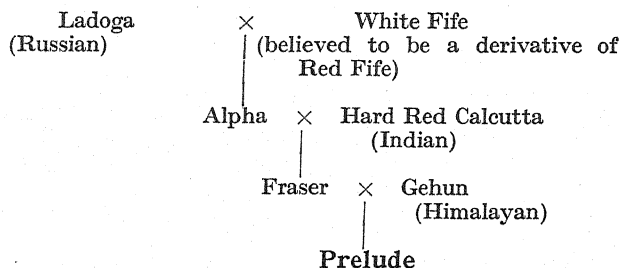 Ladoga × White Fife
(Russian) (believed to be a derivative of
Red Fife)
Alpha × Hard Red Calcutta
(Indian)
Fraser × Gehun
(Himalayan)
Prelude